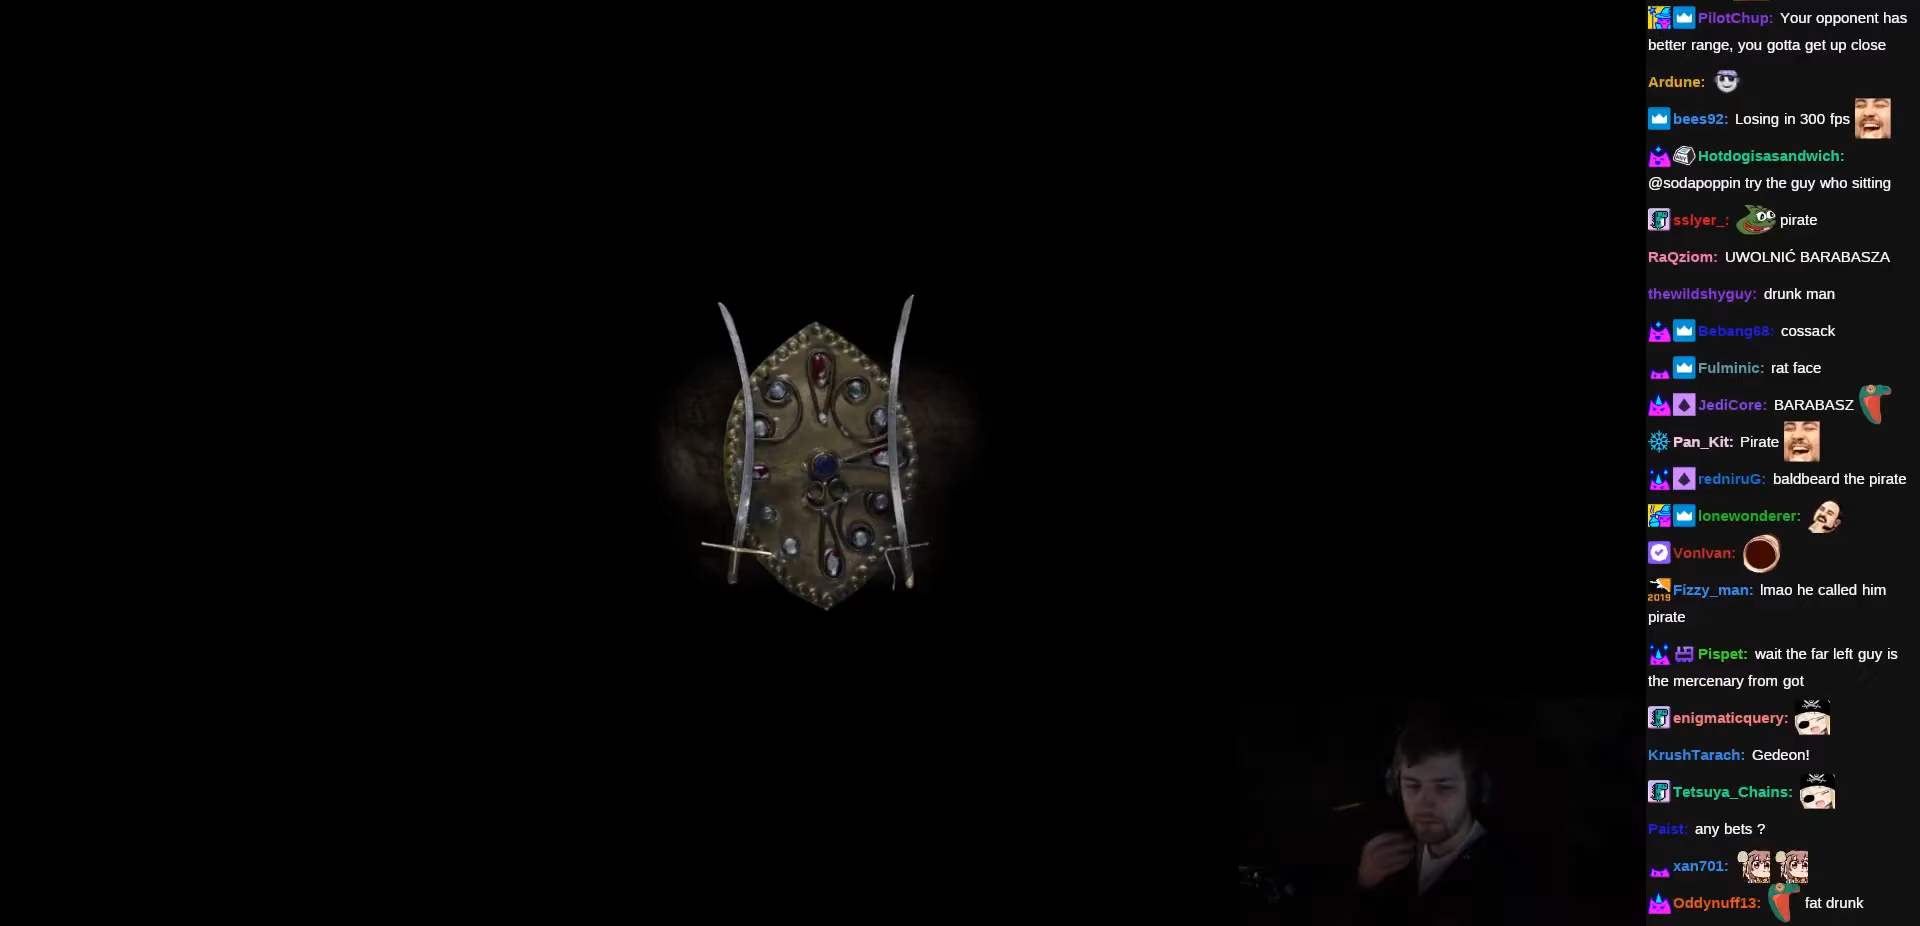 PilotChup: Your opponent has
better range, you gotta get up close
Ardune:
bees92: Losing in 300 fps
Hotdogisasandwich:
@sodapoppin try the guy who sitting
sslyer_: pirate
RaQziom: UWOLNIĆ BARABASZA
thewildshyguy: drunk man
Bebang68: cossack
Fulminic: rat face
JediCore: BARABASZ
Pan_Kit: Pirate
redniruG: baldbeard the pirate
lonewonderer:
VonIvan:
2019 Fizzy_man: lmao he called him
pirate
Pispet: wait the far left guy is
the mercenary from got
enigmaticquery:
KrushTarach: Gedeon!
Tetsuya_Chains:
Paist: any bets ?
xan701:
Oddynuff13: fat drunk